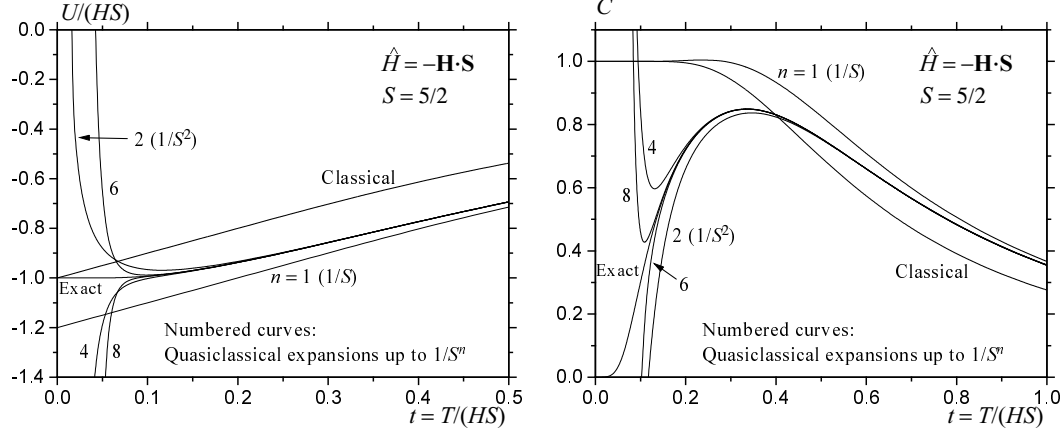 U/(HS)
0.0
-0.2
-0.4
-0.6
-0.8
-1.0
-1.2
-1.4
0.0 0.1 0.2 0.3 0.4 0.5
t = T/(HS)
Ĥ = −H·S
S = 5/2
2 (1/S²)
6
Classical
Exact
n = 1 (1/S)
4
8
Numbered curves:
Quasiclassical expansions up to 1/Sⁿ
C
1.0
0.8
0.6
0.4
0.2
0.0
0.0 0.2 0.4 0.6 0.8 1.0
t = T/(HS)
n = 1 (1/S)
Ĥ = −H·S
S = 5/2
4
8
2 (1/S²)
Exact
6
Classical
Numbered curves:
Quasiclassical expansions up to 1/Sⁿ